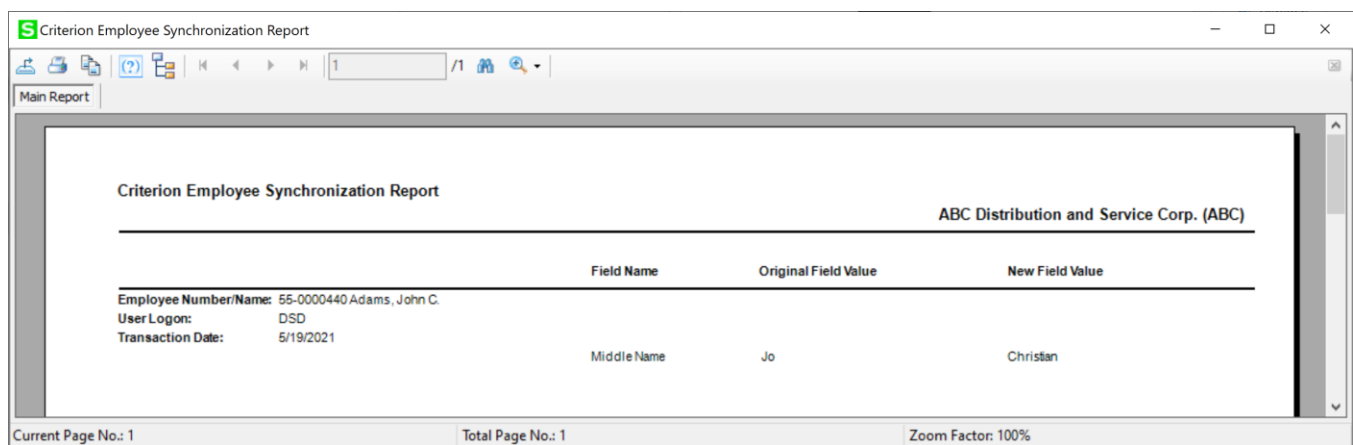 S Criterion Employee Synchronization Report
(?) 1 /1
Main Report
Criterion Employee Synchronization Report
ABC Distribution and Service Corp. (ABC)
Field Name Original Field Value New Field Value
Employee Number/Name: 55-0000440 Adams, John C.
User Logon: DSD
Transaction Date: 5/19/2021
Middle Name Jo Christian
Current Page No.: 1 Total Page No.: 1 Zoom Factor: 100%